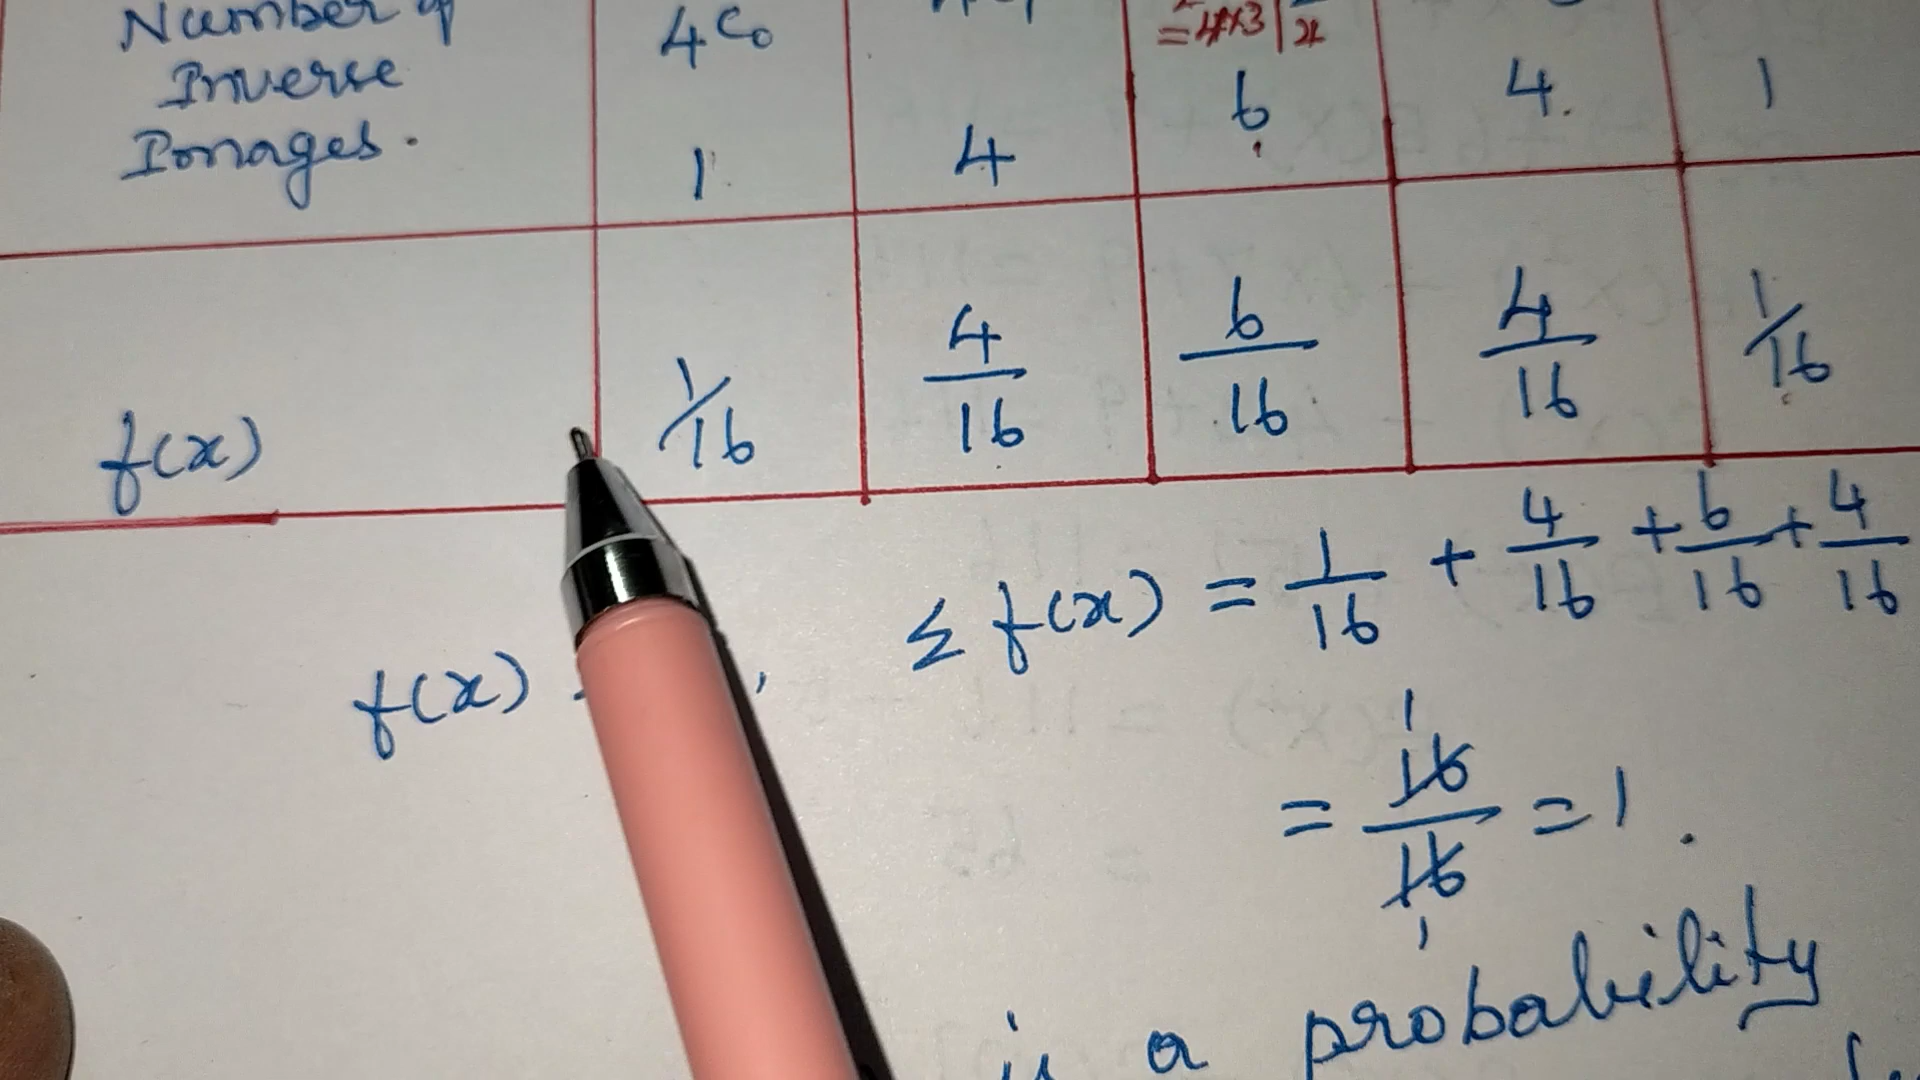 Number of 4C₀ = 4×3 | 2
Inverse
Images. 1 4 6 4. 1
f(x) 1/16 4/16 6/16 4/16 1/16
f(x) , Σ f(x) = 1/16 + 4/16 + 6/16 + 4/16
= 16/16 = 1.
is a probability